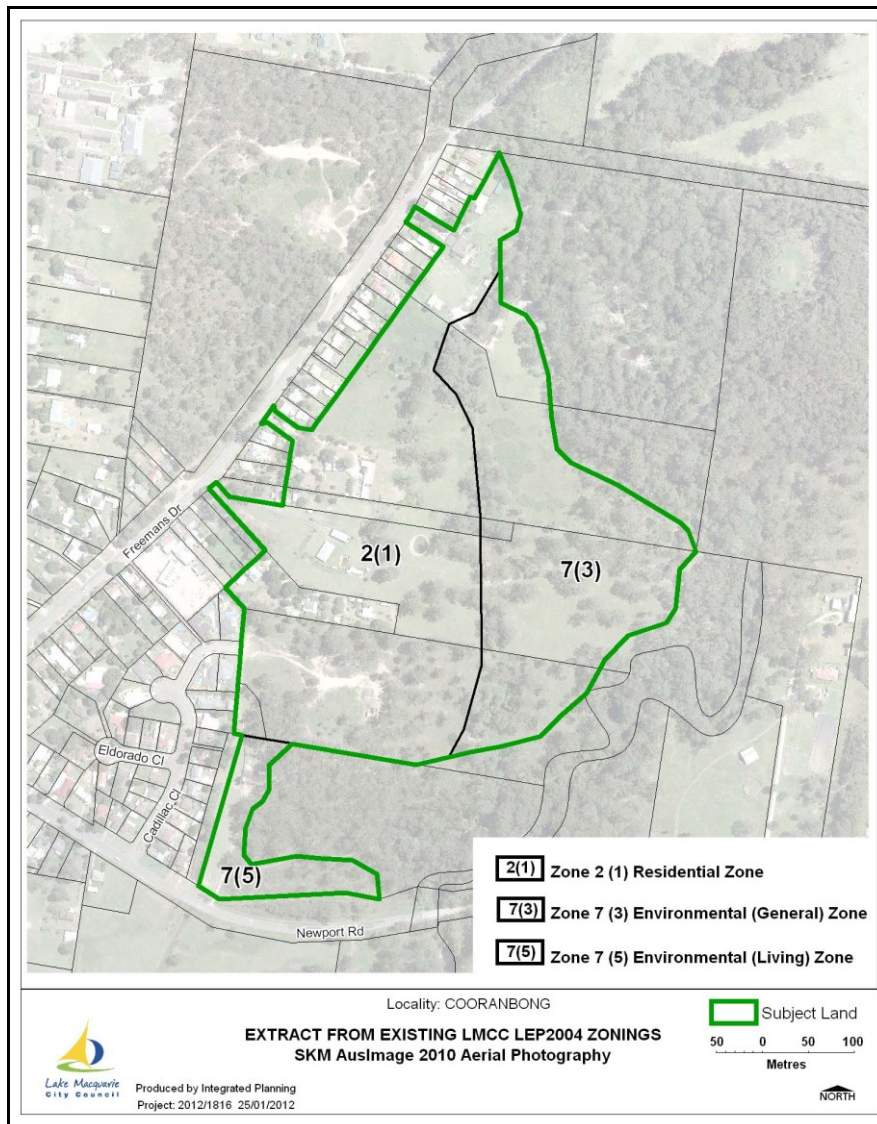 Freemans Dr
2(1)
7(3)
Eldorado Cl
Cadillac Cl
7(5)
Newport Rd
2(1) Zone 2 (1) Residential Zone
7(3) Zone 7 (3) Environmental (General) Zone
7(5) Zone 7 (5) Environmental (Living) Zone
Locality: COORANBONG
EXTRACT FROM EXISTING LMCC LEP2004 ZONINGS
SKM AusImage 2010 Aerial Photography
Lake Macquarie
City Council
Produced by Integrated Planning
Project: 2012/1816 25/01/2012
Subject Land
50 0 50 100
Metres
NORTH